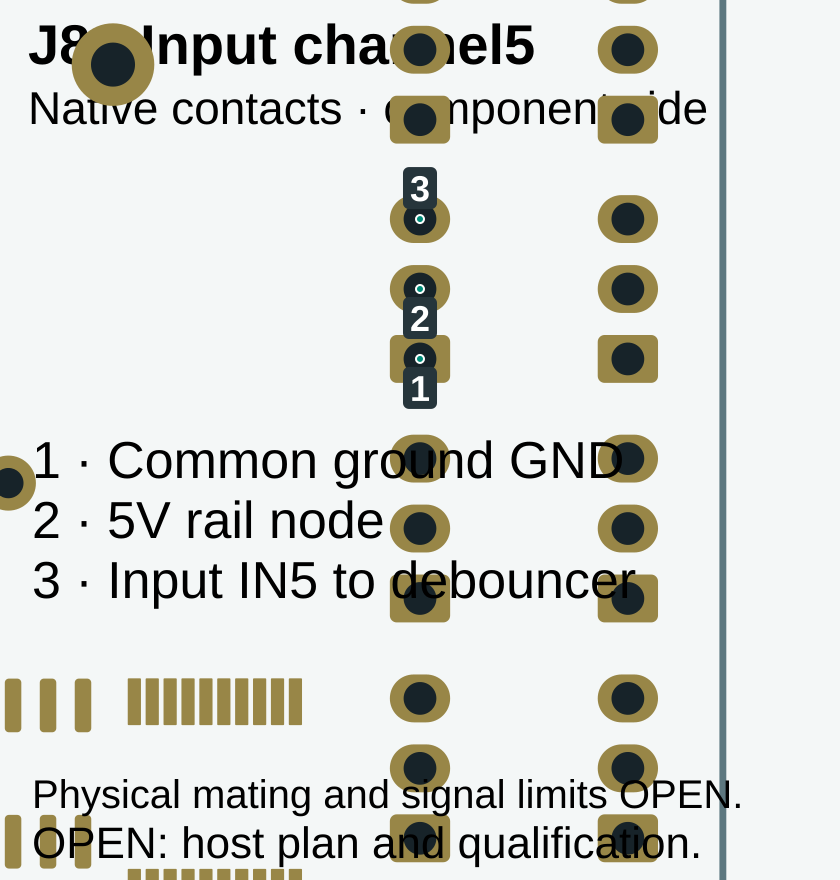 J8 · Input channel5
Native contacts · component side
3
2
1
1 · Common ground GND
2 · 5V rail node
3 · Input IN5 to debouncer
Physical mating and signal limits OPEN.
OPEN: host plan and qualification.